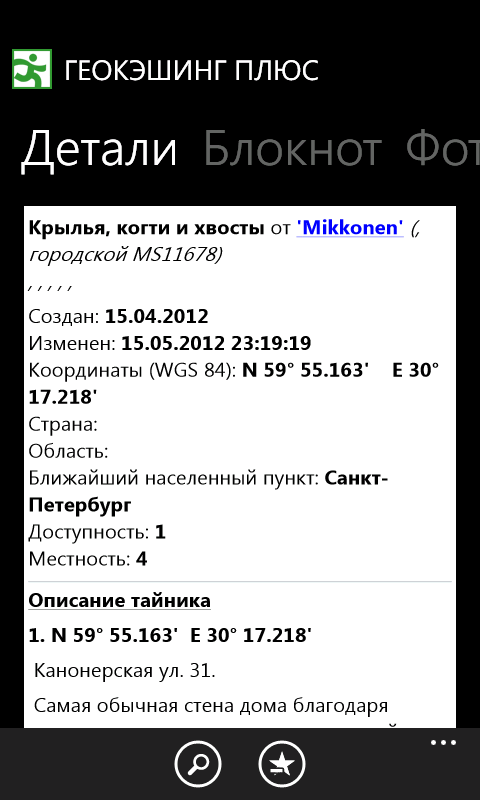 ГЕОКЭШИНГ ПЛЮС
Детали Блокнот Фот
Крылья, когти и хвосты от 'Mikkonen' (,
городской MS11678)
, , , , ,
Создан: 15.04.2012
Изменен: 15.05.2012 23:19:19
Координаты (WGS 84): N 59° 55.163' E 30°
17.218'
Страна:
Область:
Ближайший населенный пункт: Санкт-
Петербург
Доступность: 1
Местность: 4
Описание тайника
1. N 59° 55.163' E 30° 17.218'
Канонерская ул. 31.
Самая обычная стена дома благодаря